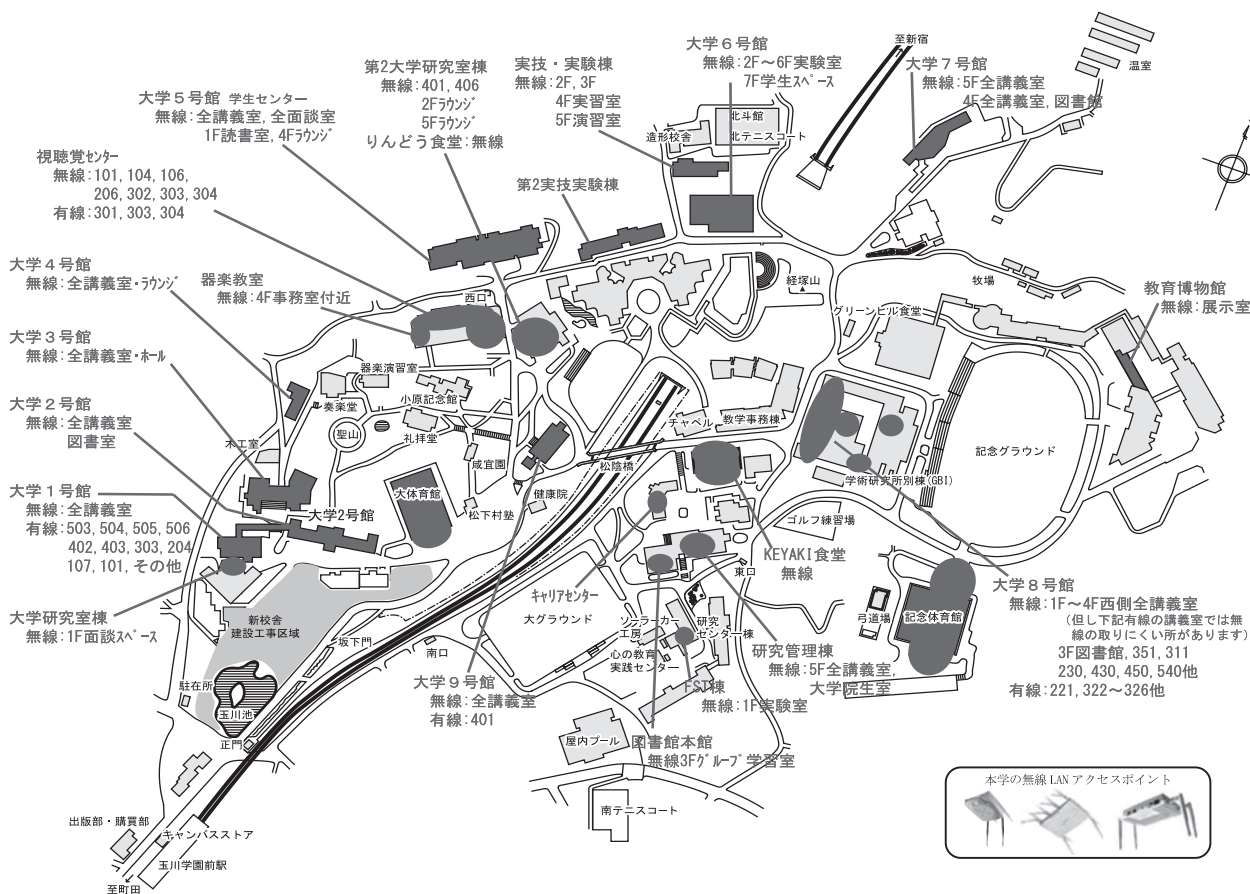 至新宿
温室
大学6号館
無線:2F～6F実験室
7F学生スペース
大学7号館
無線:5F全講義室
4F全講義室, 図書館
実技・実験棟
無線:2F, 3F
4F実習室
5F演習室
第2大学研究室棟
無線:401, 406
2Fラウンジ
5Fラウンジ
りんどう食堂:無線
大学5号館 学生センター
無線:全講義室, 全面談室
1F読書室, 4Fラウンジ
視聴覚センター
無線:101, 104, 106,
206, 302, 303, 304
有線:301, 303, 304
北斗館
造形校舎
北テニスコート
第2実技実験棟
大学4号館
無線:全講義室・ラウンジ
器楽教室
無線:4F事務室付近
西口
経塚山
牧場
グリーンヒル食堂
教育博物館
無線:展示室
大学3号館
無線:全講義室・ホール
器楽演習室
小原記念館
奏楽堂
大学2号館
無線:全講義室
図書室
聖山
礼拝堂
木工室
咸宜園
チャペル
教学事務棟
松陰橋
記念グラウンド
学術研究所別棟(GBI)
大学1号館
無線:全講義室
有線:503, 504, 505, 506
402, 403, 303, 204
107, 101, その他
大体育館
大学2号館
松下村塾
健康院
ゴルフ練習場
KEYAKI食堂
無線
東口
大学8号館
無線:1F～4F西側全講義室
(但し下記有線の講義室では無
線の取りにくい所があります)
3F図書館, 351, 311
230, 430, 450, 540他
有線:221, 322～326他
大学研究室棟
無線:1F面談スペース
新校舎
建設工事区域
キャリアセンター
大グラウンド
弓道場
記念体育館
ソーラーカー
工房
研究
センター棟
心の教育
実践センター
坂下門
南口
研究管理棟
無線:5F全講義室,
大学院生室
大学9号館
無線:全講義室
有線:401
FST棟
無線:1F実験室
駐在所
玉川池
正門
屋内プール
図書館本館
無線3Fグループ学習室
南テニスコート
本学の無線LANアクセスポイント
出版部・購買部
キャンパスストア
玉川学園前駅
至町田